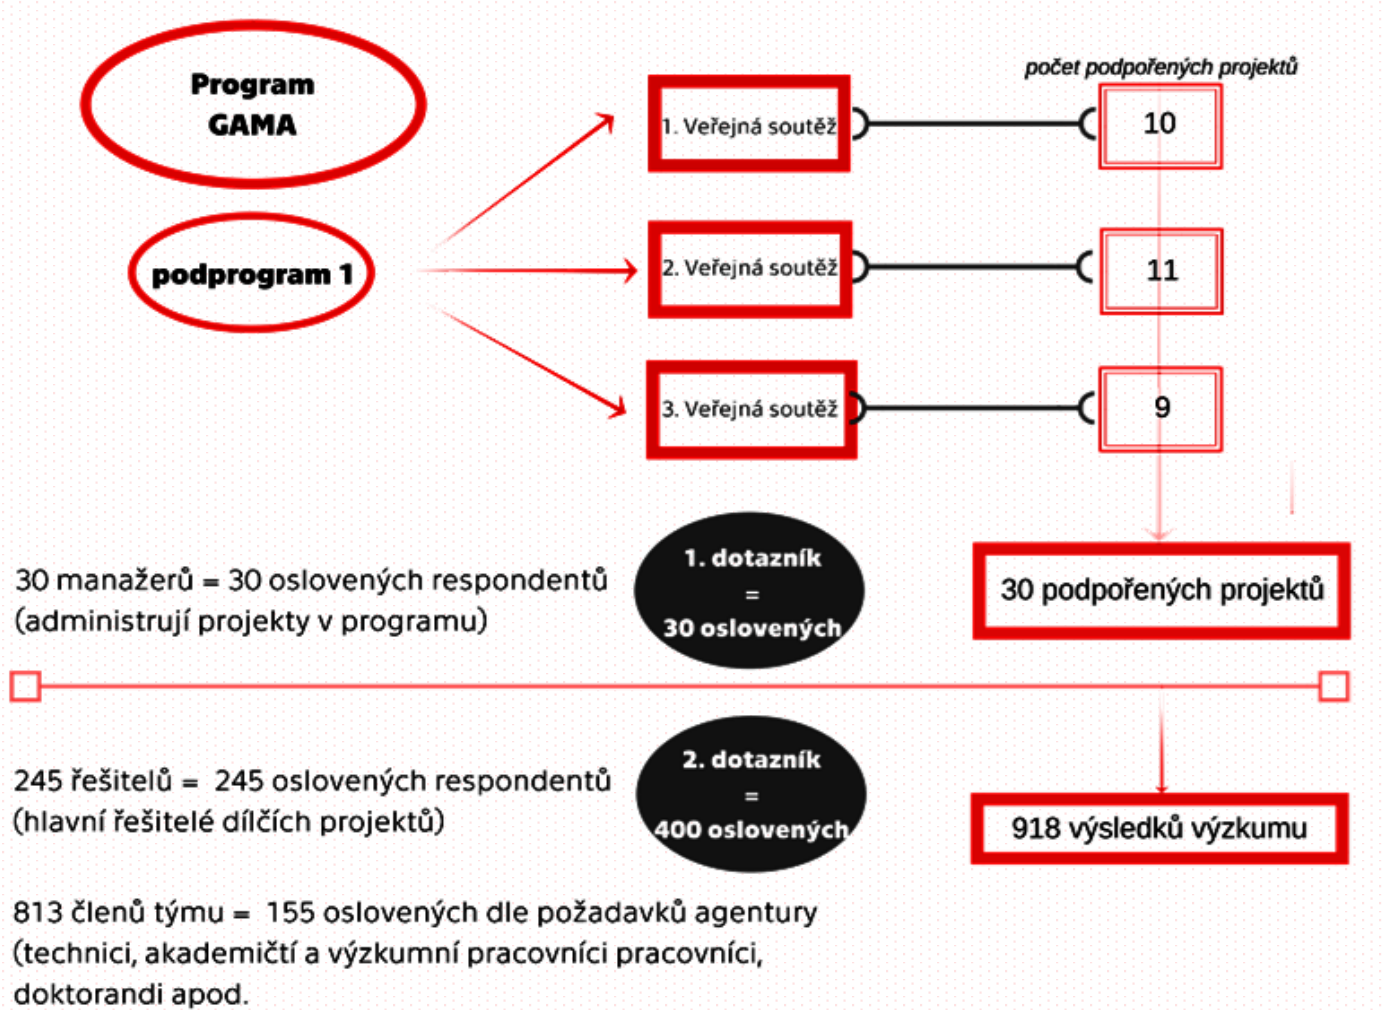 Program
GAMA
podprogram 1
počet podpořených projektů
1. Veřejná soutěž
10
2. Veřejná soutěž
11
3. Veřejná soutěž
9
30 manažerů = 30 oslovených respondentů
(administrují projekty v programu)
1. dotazník
=
30 oslovených
30 podpořených projektů
245 řešitelů = 245 oslovených respondentů
(hlavní řešitelé dílčích projektů)
2. dotazník
=
400 oslovených
918 výsledků výzkumu
813 členů týmu = 155 oslovených dle požadavků agentury
(technici, akademičtí a výzkumní pracovníci pracovníci,
doktorandi apod.